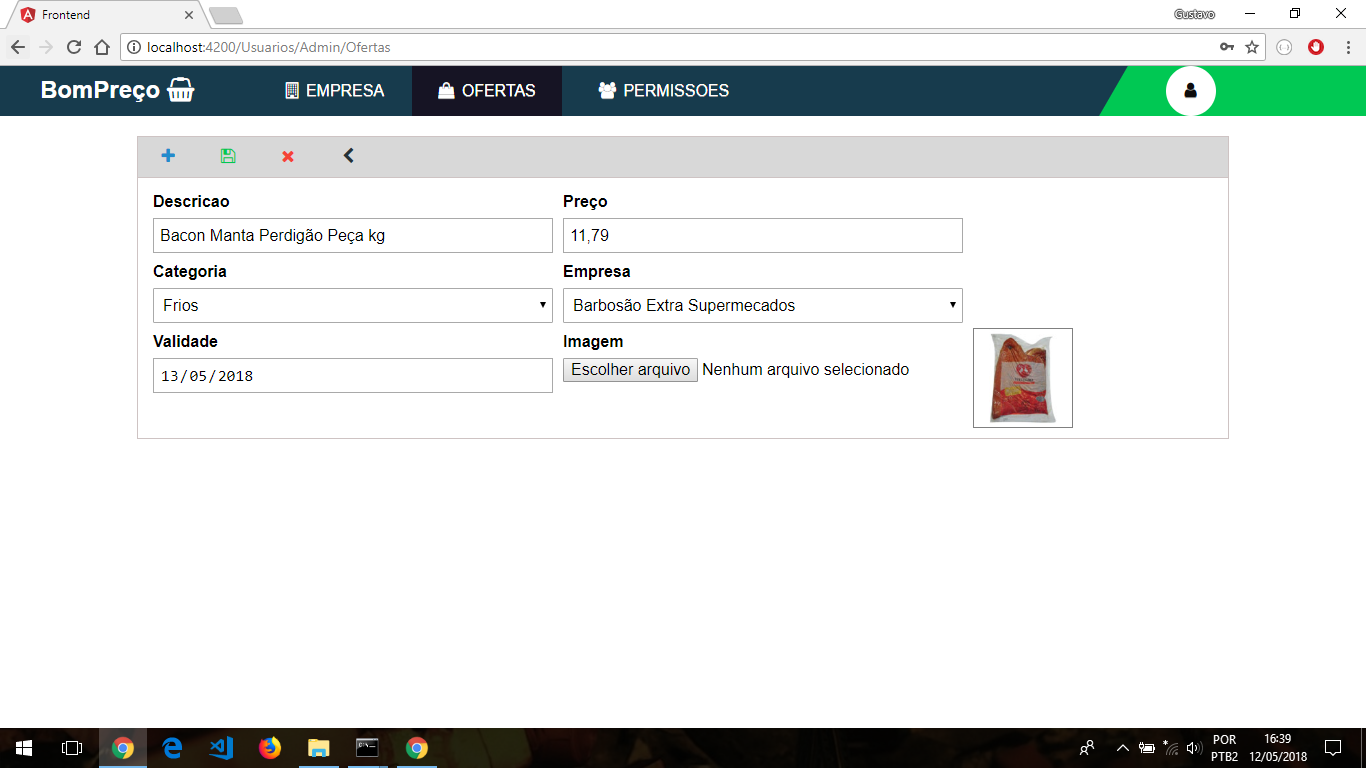 Frontend
Gustavo
localhost:4200/Usuarios/Admin/Ofertas
BomPreço
EMPRESA
OFERTAS
PERMISSOES
Descricao
Preço
Bacon Manta Perdigão Peça kg
11,79
Categoria
Empresa
Frios
Barbosão Extra Supermecados
Validade
Imagem
13/05/2018
Escolher arquivo Nenhum arquivo selecionado
POR
PTB2
16:39
12/05/2018